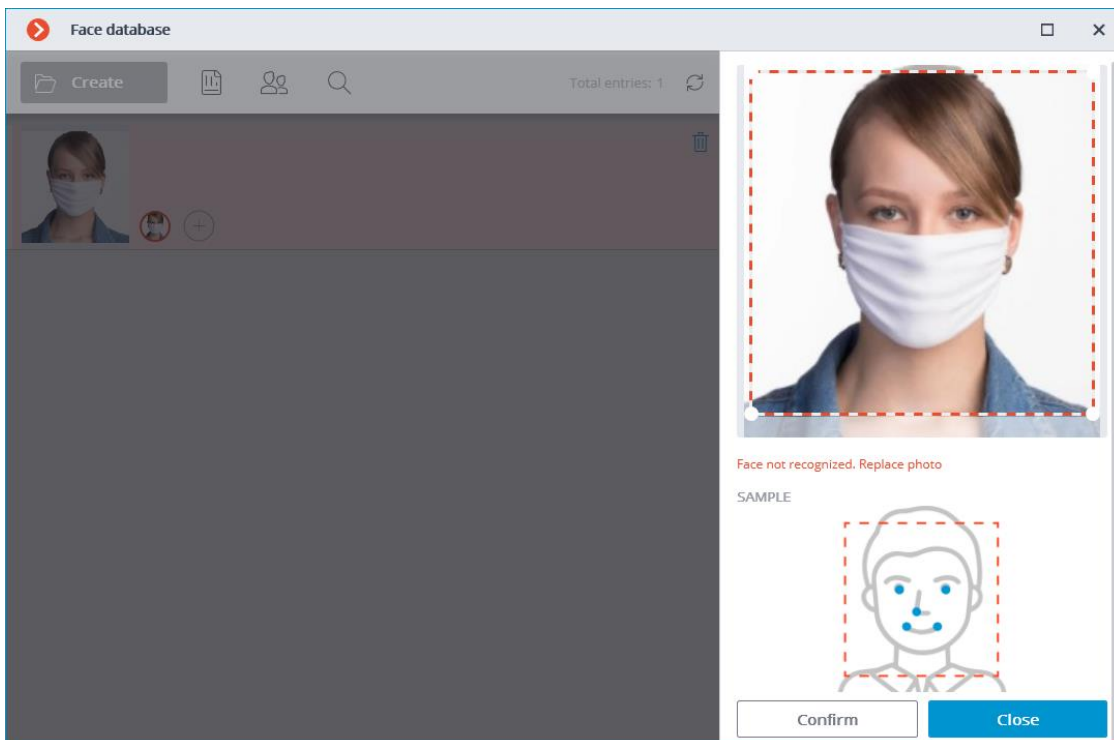 Face database
Create
Total entries: 1
Face not recognized. Replace photo
SAMPLE
Confirm
Close